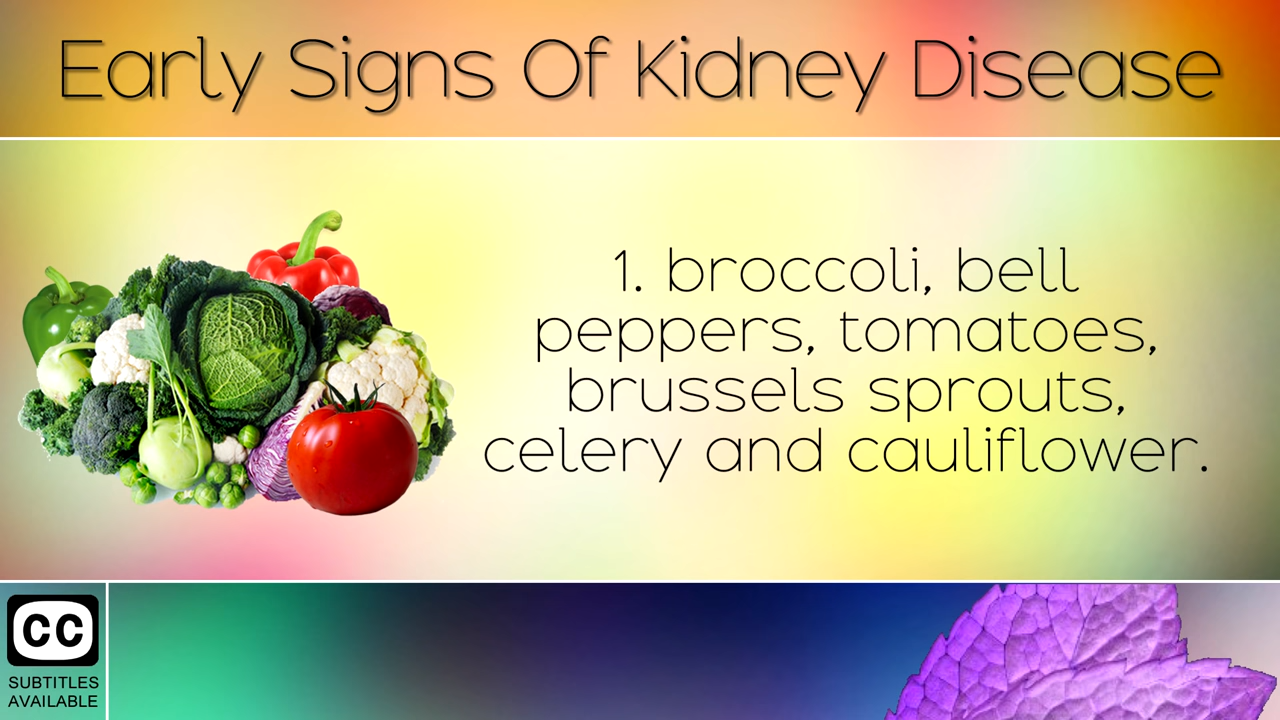 Early Signs Of Kidney Disease
1. broccoli, bell
peppers, tomatoes,
brussels sprouts,
celery and cauliflower.
CC
SUBTITLES
AVAILABLE